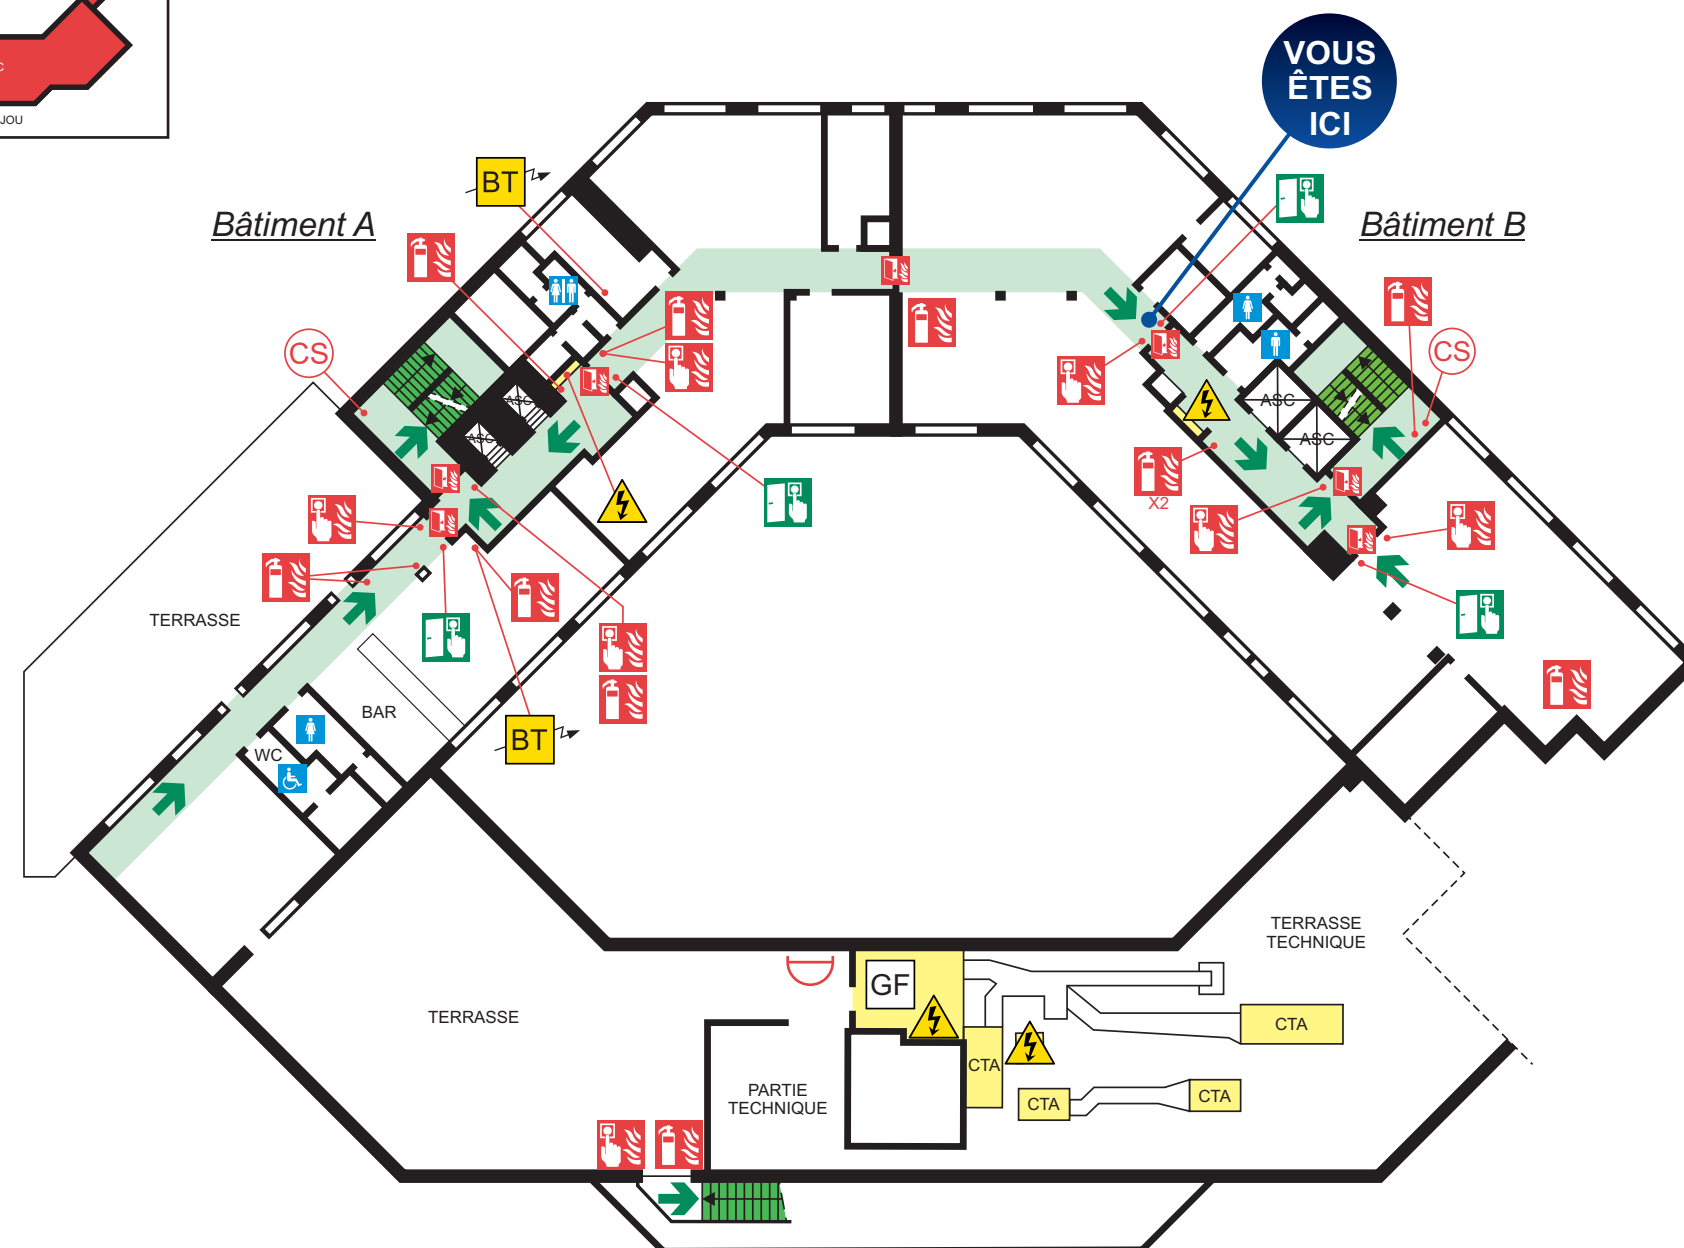 C
JOU
VOUS
ÊTES
ICI
BT
Bâtiment A
Bâtiment B
CS
CS
ASC
ASC
ASC
ASC
X2
TERRASSE
BAR
WC
BT
TERRASSE
TECHNIQUE
GF
TERRASSE
CTA
CTA
PARTIE
TECHNIQUE
CTA
CTA